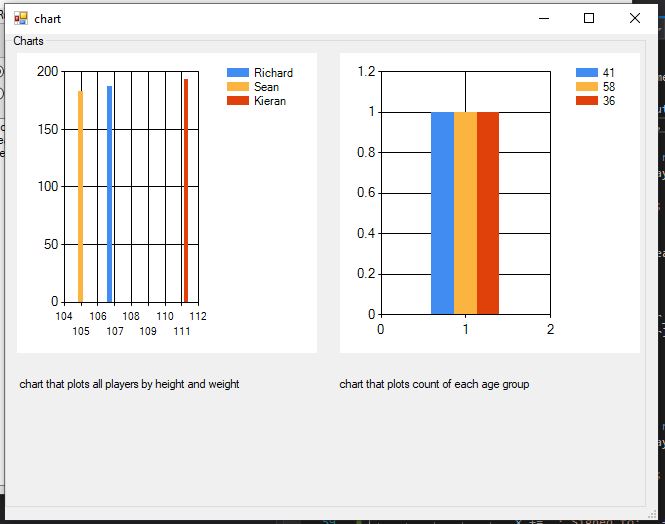 chart
Charts
200
150
100
50
0
104 106 108 110 112
105 107 109 111
Richard
Sean
Kieran
1.2
1
0.8
0.6
0.4
0.2
0
0 1 2
41
58
36
chart that plots all players by height and weight
chart that plots count of each age group